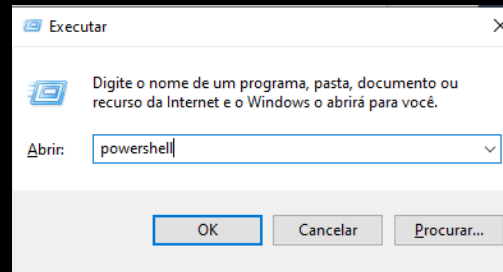 Executar
Digite o nome de um programa, pasta, documento ou
recurso da Internet e o Windows o abrirá para você.
Abrir: powershell
OK Cancelar Procurar...